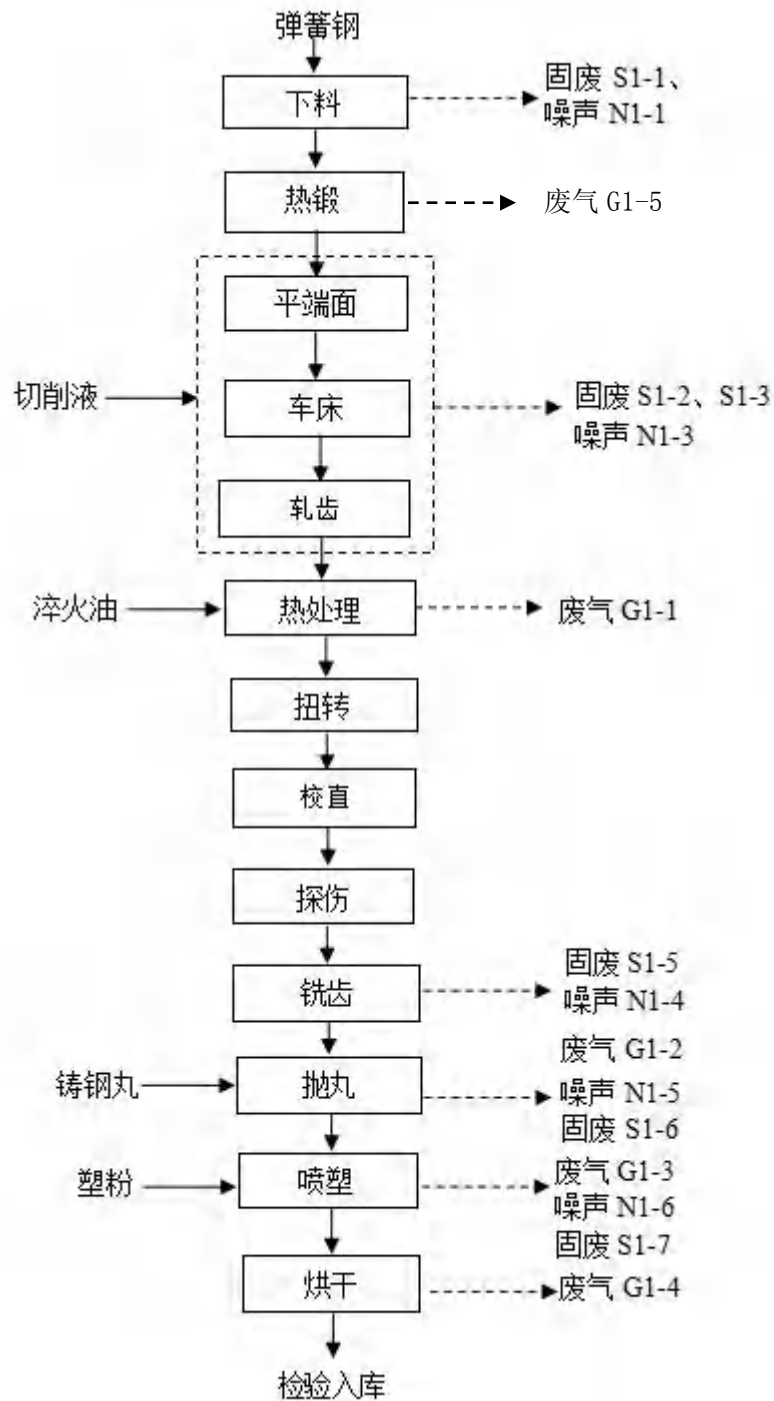 弹簧钢
下料
固废 S1-1、
噪声 N1-1
热锻
废气 G1-5
平端面
切削液
车床
固废 S1-2、S1-3
噪声 N1-3
轧齿
淬火油
热处理
废气 G1-1
扭转
校直
探伤
铣齿
固废 S1-5
噪声 N1-4
铸钢丸
抛丸
废气 G1-2
噪声 N1-5
固废 S1-6
塑粉
喷塑
废气 G1-3
噪声 N1-6
固废 S1-7
烘干
废气 G1-4
检验入库